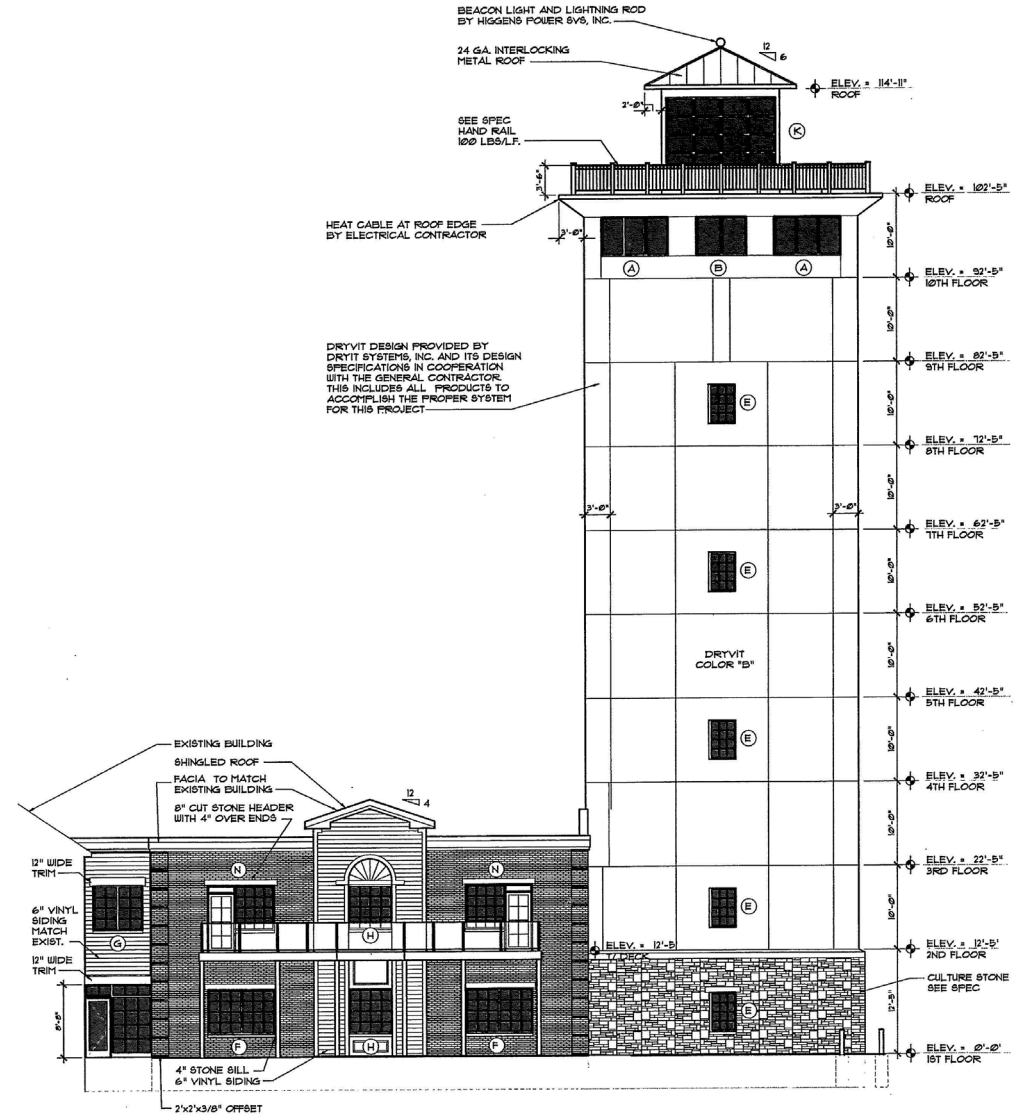 BEACON LIGHT AND LIGHTNING ROD
BY HIGGENS POWER SVS, INC.
24 GA. INTERLOCKING
METAL ROOF
12
6
ELEV. = 114'-11"
ROOF
2'-0"
K
SEE SPEC
HAND RAIL
100 LBS/L.F.
3'-6"
ELEV. = 102'-5"
ROOF
HEAT CABLE AT ROOF EDGE
BY ELECTRICAL CONTRACTOR
3'-0"
10'-0"
A
B
A
ELEV. = 92'-5"
10TH FLOOR
10'-0"
DRYVIT DESIGN PROVIDED BY
DRYIT SYSTEMS, INC. AND ITS DESIGN
SPECIFICATIONS IN COOPERATION
WITH THE GENERAL CONTRACTOR.
THIS INCLUDES ALL PRODUCTS TO
ACCOMPLISH THE PROPER SYSTEM
FOR THIS PROJECT
ELEV. = 82'-5"
9TH FLOOR
E
10'-0"
ELEV. = 72'-5"
8TH FLOOR
10'-0"
3'-0"
3'-0"
ELEV. = 62'-5"
7TH FLOOR
E
10'-0"
ELEV. = 52'-5"
6TH FLOOR
DRYVIT
COLOR "B"
10'-0"
ELEV. = 42'-5"
5TH FLOOR
E
10'-0"
ELEV. = 32'-5"
4TH FLOOR
EXISTING BUILDING
SHINGLED ROOF
FACIA TO MATCH
EXISTING BUILDING
8" CUT STONE HEADER
WITH 4" OVER ENDS
12
4
10'-0"
ELEV. = 22'-5"
3RD FLOOR
12" WIDE
TRIM
N
N
6" VINYL
SIDING
MATCH
EXIST.
G
H
E
10'-0"
12" WIDE
TRIM
ELEV. = 12'-5
T/ DECK
ELEV. = 12'-5'
2ND FLOOR
CULTURE STONE
SEE SPEC
8'-8"
F
H
F
E
12'-5"
ELEV. = 0'-0'
1ST FLOOR
4" STONE SILL
6" VINYL SIDING
2'x2'x3/8" OFFSET